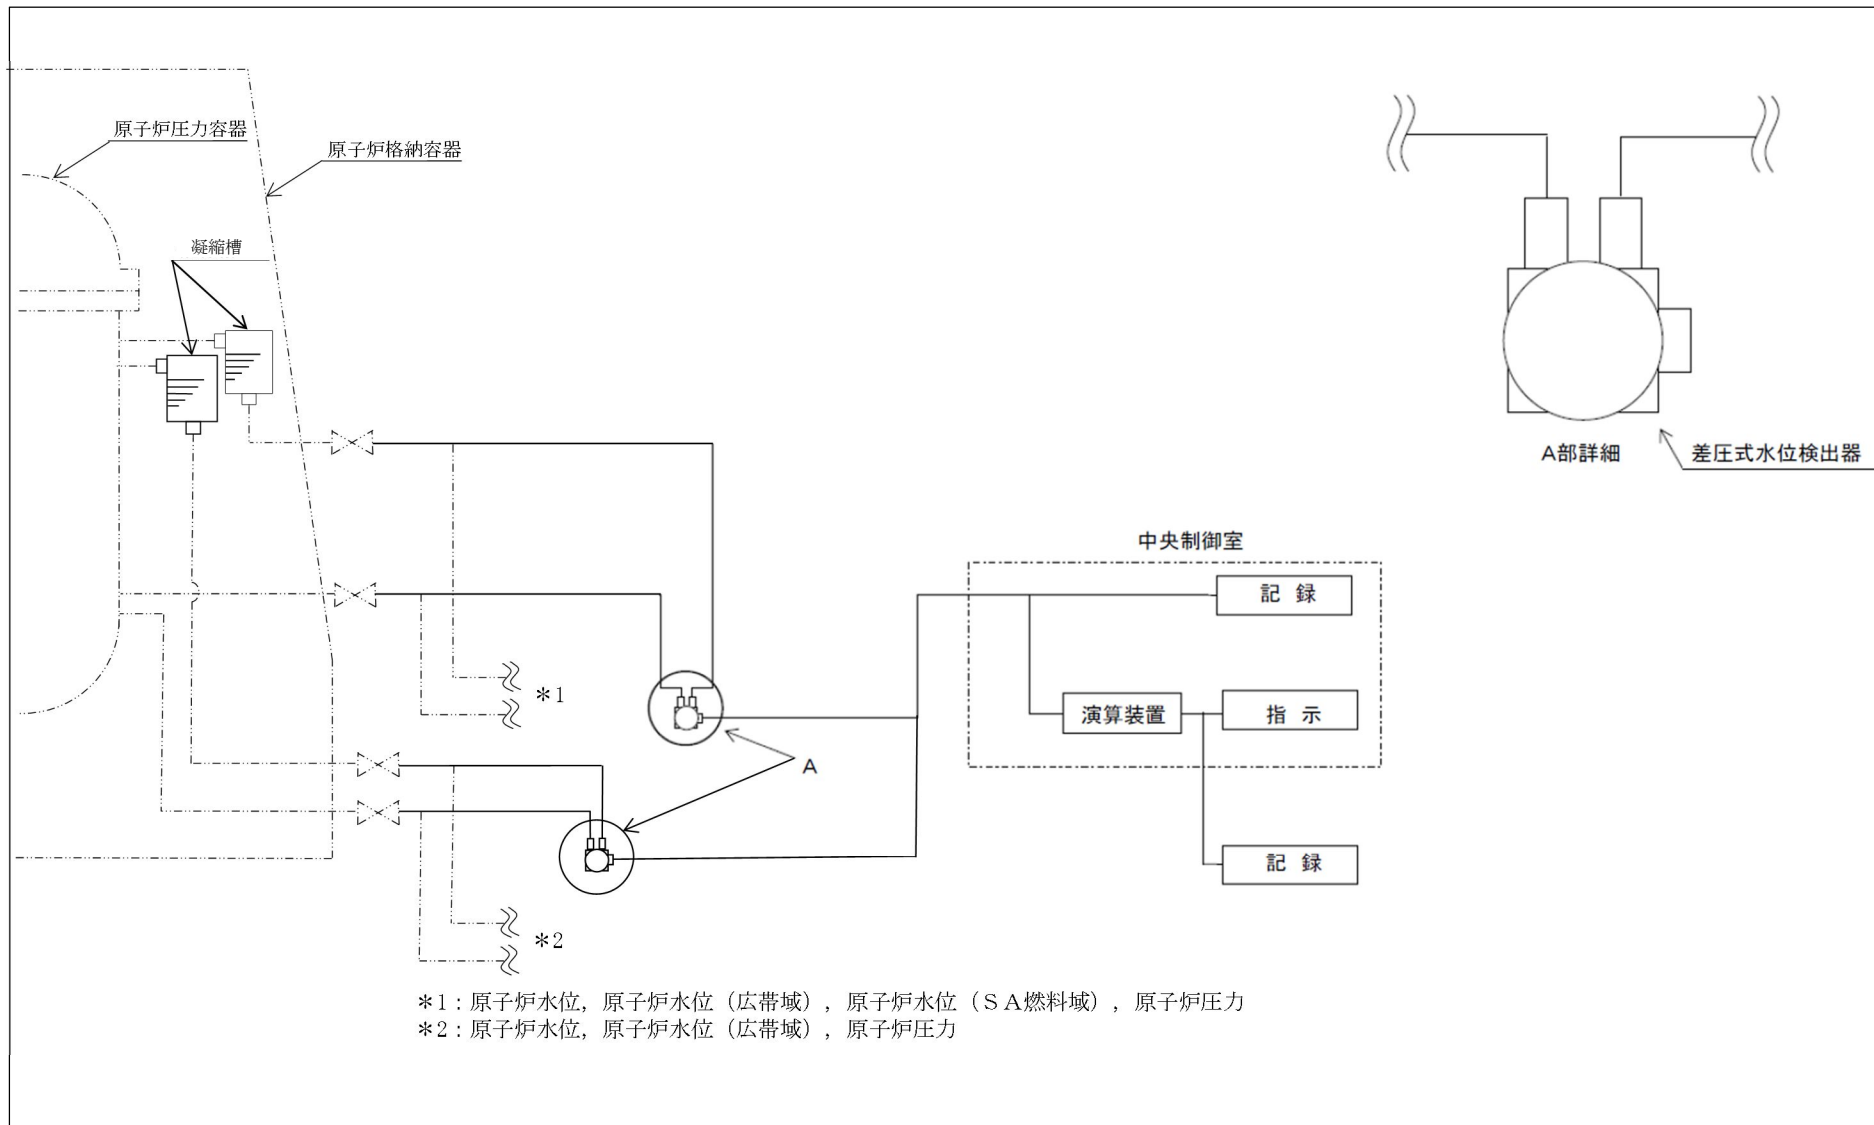 原子炉圧力容器
原子炉格納容器
凝縮槽
A部詳細
差圧式水位検出器
中央制御室
記 録
演算装置
指 示
記 録
A
＊1
＊2
＊1：原子炉水位，原子炉水位（広帯域），原子炉水位（ＳＡ燃料域），原子炉圧力
＊2：原子炉水位，原子炉水位（広帯域），原子炉圧力